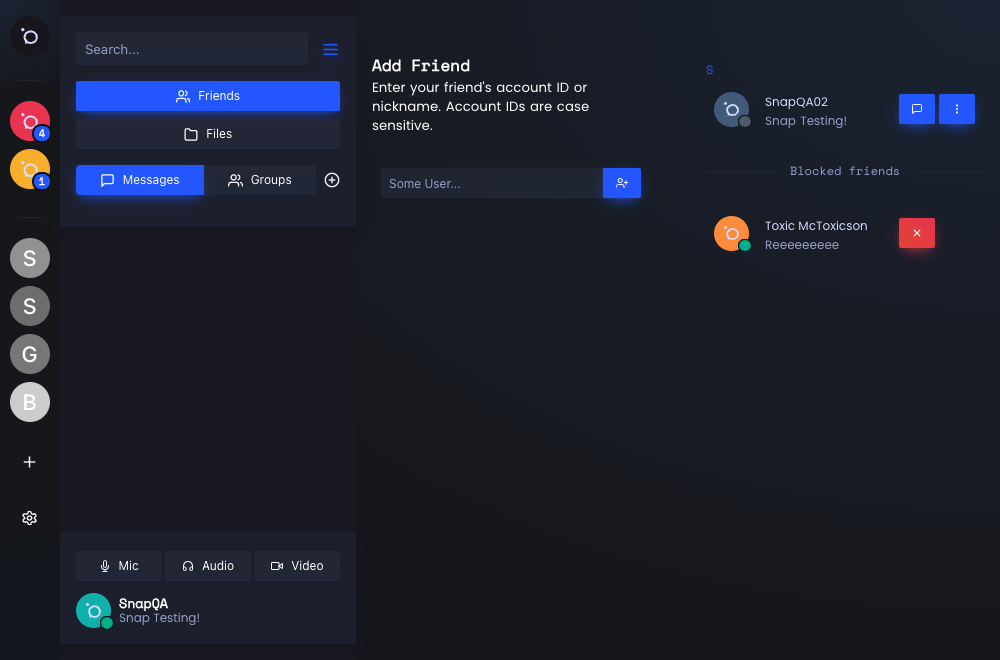 4
1
S
S
G
B
Search...
Friends
Files
Messages
Groups
Mic
Audio
Video
SnapQA
Snap Testing!
Add Friend
Enter your friend's account ID or
nickname. Account IDs are case
sensitive.
Some User...
S
SnapQA02
Snap Testing!
Blocked friends
Toxic McToxicson
Reeeeeeeee